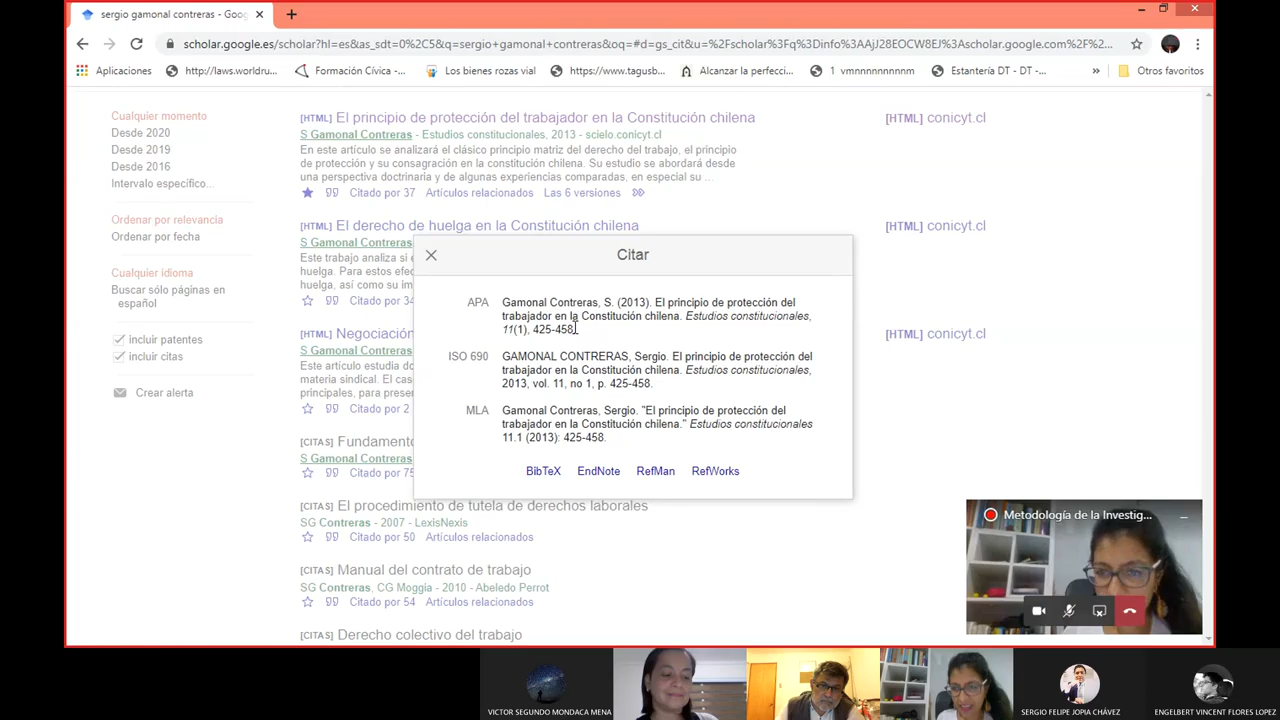 sergio gamonal contreras - Goog
scholar.google.es/scholar?hl=es&as_sdt=0%2C5&q=sergio+gamonal+contreras&oq=#d=gs_cit&u=%2Fscholar%3Fq%3Dinfo%3AAjJ28EOCW8EJ%3Ascholar.google.com%2F%2...
Aplicaciones
http://laws.worldru...
Formación Cívica -...
Los bienes rozas vial
https://www.tagusb...
Alcanzar la perfecci...
1 vmnnnnnnnnm
Estantería DT - DT -...
»
Otros favoritos
Cualquier momento
Desde 2020
Desde 2019
Desde 2016
Intervalo específico...
Ordenar por relevancia
Ordenar por fecha
Cualquier idioma
Buscar sólo páginas en
español
incluir patentes
incluir citas
Crear alerta
[HTML] El principio de protección del trabajador en la Constitución chilena
[HTML] conicyt.cl
S Gamonal Contreras - Estudios constitucionales, 2013 - scielo.conicyt.cl
En este artículo se analizará el clásico principio matriz del derecho del trabajo, el principio
de protección y su consagración en la constitución chilena. Su estudio se abordará desde
una perspectiva doctrinaria y de algunas experiencias comparadas, en especial su ...
Citado por 37 Artículos relacionados Las 6 versiones
[HTML] El derecho de huelga en la Constitución chilena
[HTML] conicyt.cl
S Gamonal Contreras
Este trabajo analiza si e
huelga. Para estos efec
huelga, así como su im
Citado por 34
[HTML] Negociación
[HTML] conicyt.cl
S Gamonal Contreras
Este artículo estudia do
materia sindical. El cas
principales, para presen
Citado por 2
[CITAS] Fundamento
S Gamonal Contreras
Citado por 75
[CITAS] El procedimiento de tutela de derechos laborales
SG Contreras - 2007 - LexisNexis
Citado por 50 Artículos relacionados
[CITAS] Manual del contrato de trabajo
SG Contreras, CG Moggia - 2010 - Abeledo Perrot
Citado por 54 Artículos relacionados
[CITAS] Derecho colectivo del trabajo
Citar
APA Gamonal Contreras, S. (2013). El principio de protección del
trabajador en la Constitución chilena. Estudios constitucionales,
11(1), 425-458.
ISO 690 GAMONAL CONTRERAS, Sergio. El principio de protección del
trabajador en la Constitución chilena. Estudios constitucionales,
2013, vol. 11, no 1, p. 425-458.
MLA Gamonal Contreras, Sergio. "El principio de protección del
trabajador en la Constitución chilena." Estudios constitucionales
11.1 (2013): 425-458.
BibTeX EndNote RefMan RefWorks
Metodología de la Investig...
VICTOR SEGUNDO MONDACA MENA
SERGIO FELIPE JOPIA CHÁVEZ
ENGELBERT VINCENT FLORES LOPEZ